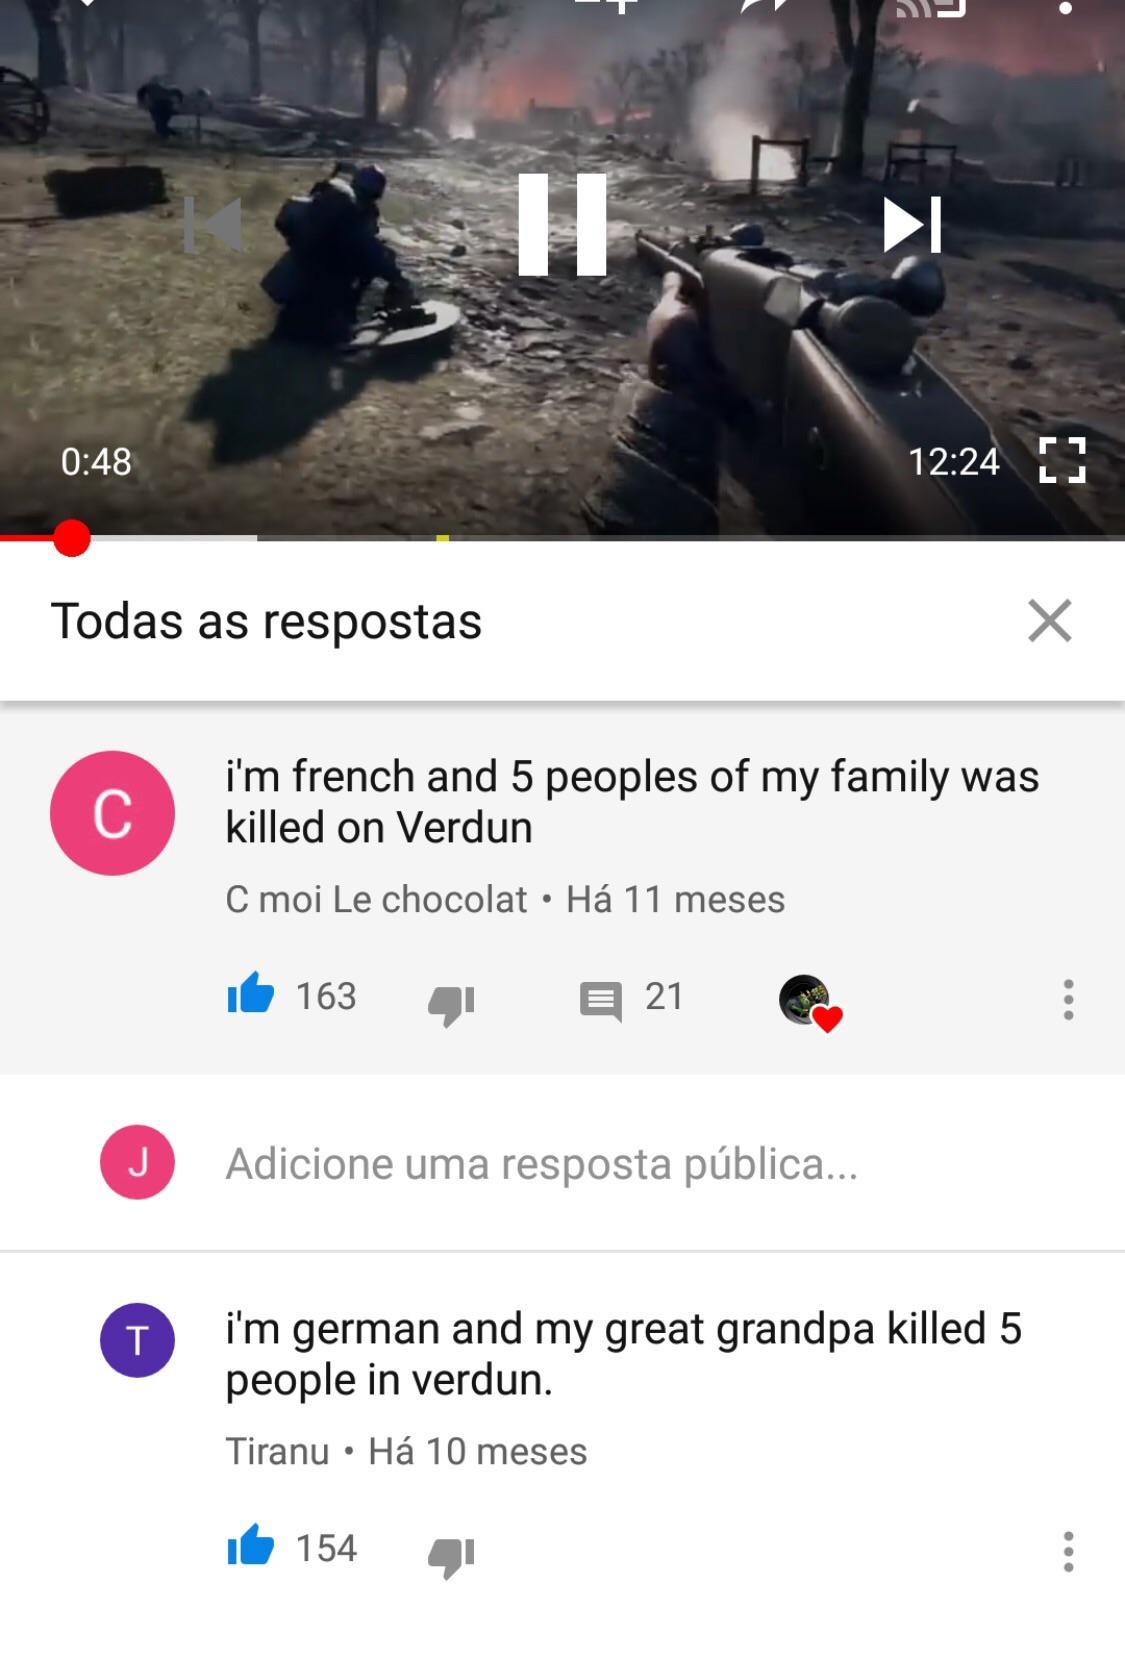 0:48
12:24
Todas as respostas
C
i'm french and 5 peoples of my family was
killed on Verdun
C moi Le chocolat • Há 11 meses
163
21
J
Adicione uma resposta pública...
T
i'm german and my great grandpa killed 5
people in verdun.
Tiranu • Há 10 meses
154